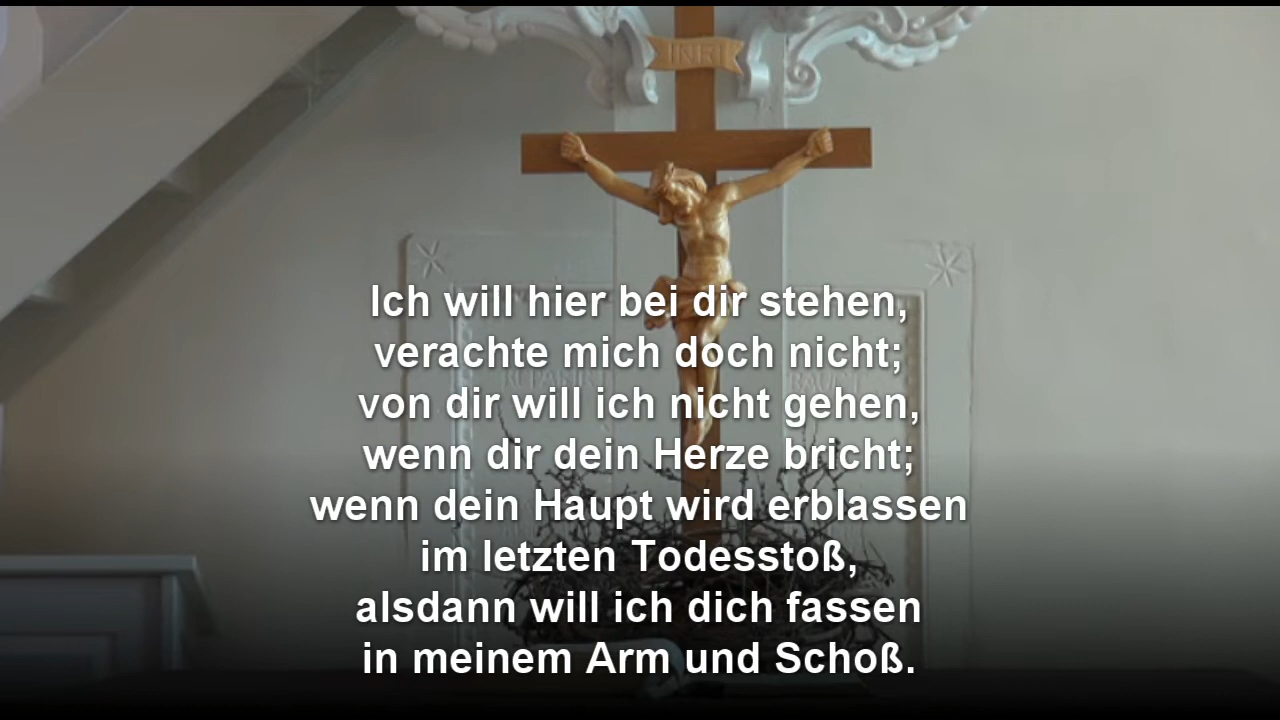 INRI
Ich will hier bei dir stehen,
verachte mich doch nicht;
von dir will ich nicht gehen,
wenn dir dein Herze bricht;
wenn dein Haupt wird erblassen
im letzten Todesstoß,
alsdann will ich dich fassen
in meinem Arm und Schoß.